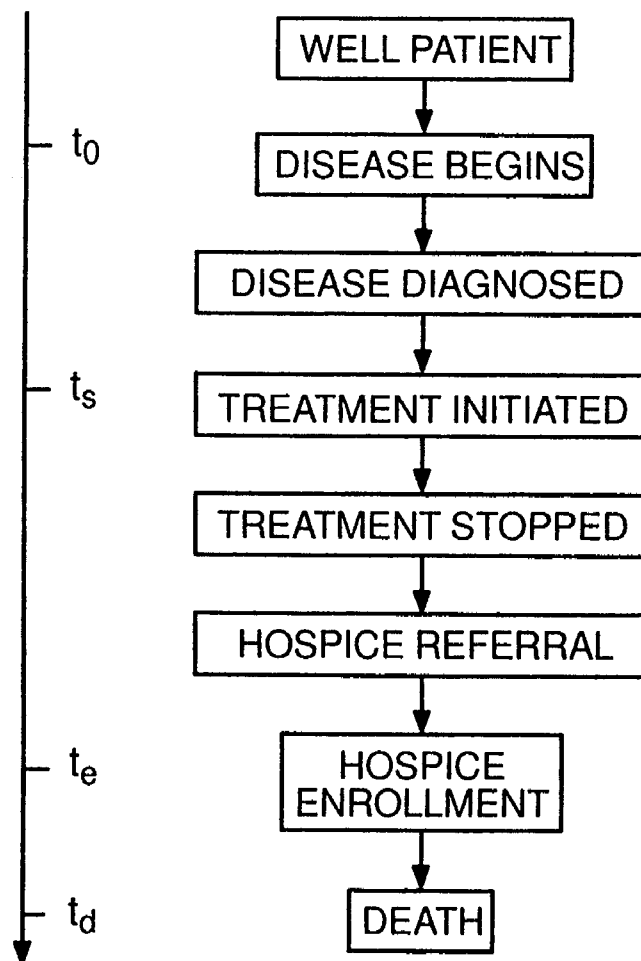 WELL PATIENT
t0
DISEASE BEGINS
DISEASE DIAGNOSED
ts
TREATMENT INITIATED
TREATMENT STOPPED
HOSPICE REFERRAL
te
HOSPICE
ENROLLMENT
td
DEATH